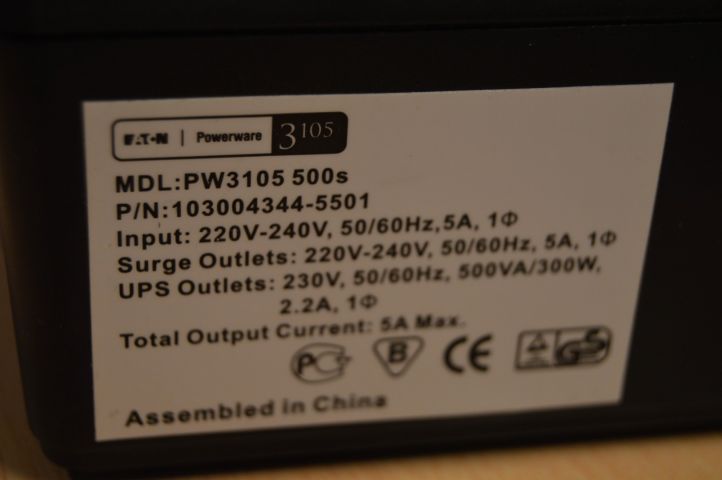 EATON | Powerware 3105
MDL:PW3105 500s
P/N:103004344-5501
Input: 220V-240V, 50/60Hz,5A, 1Φ
Surge Outlets: 220V-240V, 50/60Hz, 5A, 1Φ
UPS Outlets: 230V, 50/60Hz, 500VA/300W,
2.2A, 1Φ
Total Output Current: 5A Max.
PG B CE GS
Assembled in China